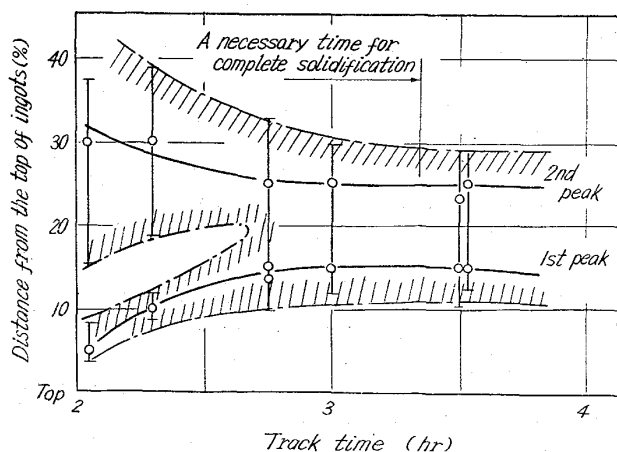 Distance from the top of ingots (%)
40
30
20
10
Top
A necessary time for
complete solidification
2nd
peak
1st peak
2
3
4
Track time (hr)